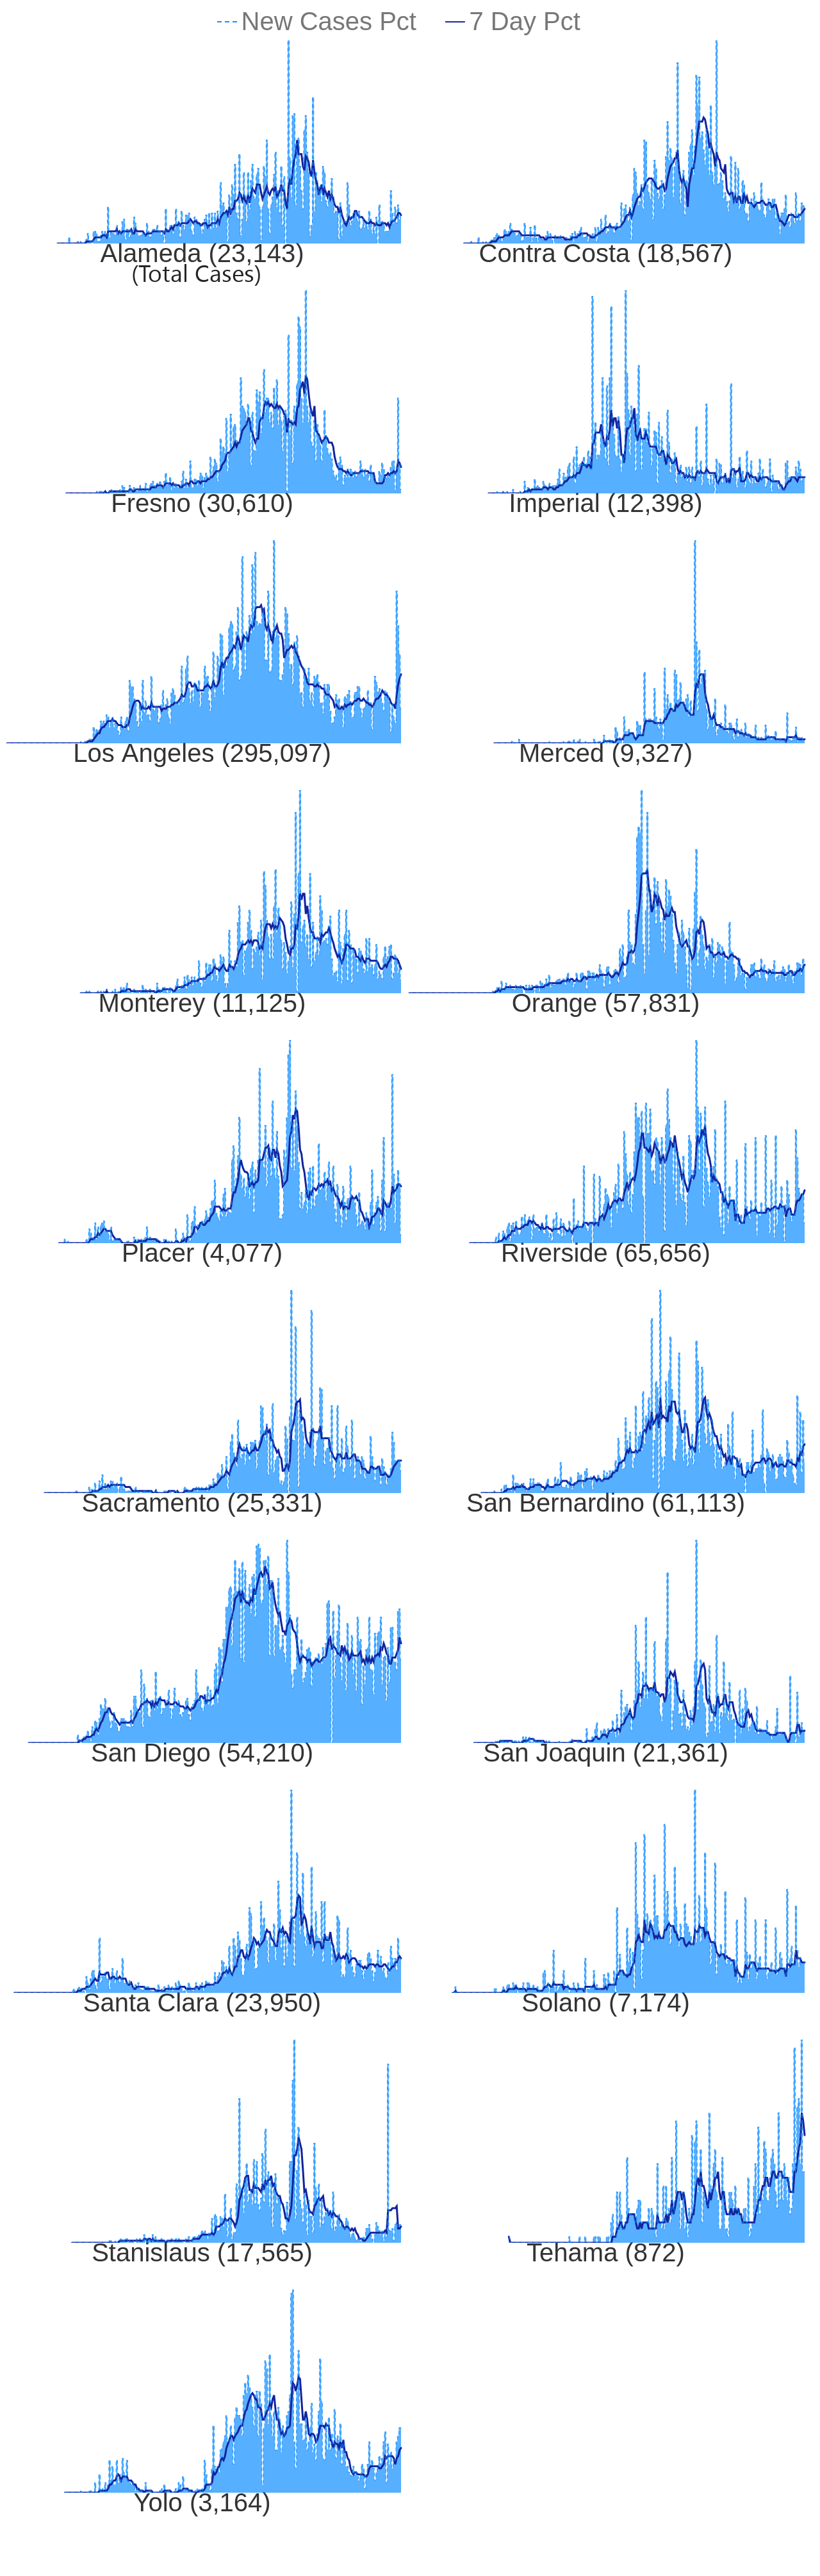 New Cases Pct 7 Day Pct
Alameda (23,143) Contra Costa (18,567)
(Total Cases)
Fresno (30,610) Imperial (12,398)
Los Angeles (295,097) Merced (9,327)
Monterey (11,125) Orange (57,831)
Placer (4,077) Riverside (65,656)
Sacramento (25,331) San Bernardino (61,113)
San Diego (54,210) San Joaquin (21,361)
Santa Clara (23,950) Solano (7,174)
Stanislaus (17,565) Tehama (872)
Yolo (3,164)